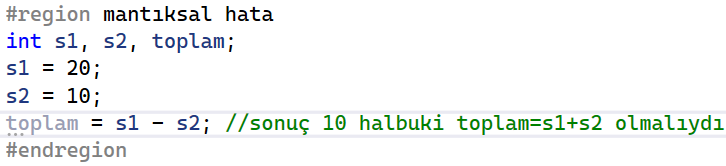 #region mantıksal hata
int s1, s2, toplam;
s1 = 20;
s2 = 10;
toplam = s1 - s2; //sonuç 10 halbuki toplam=s1+s2 olmalıydı
#endregion